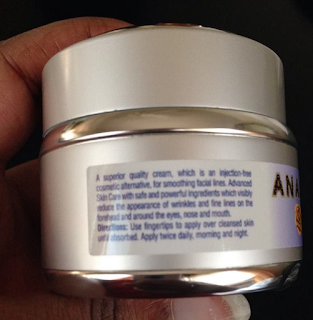 A superior quality cream, which is an injection-free
cosmetic alternative, for smoothing facial lines. Advanced
Skin Care with safe and powerful ingredients which visibly
reduce the appearance of wrinkles and fine lines on the
forehead and around the eyes, nose and mouth.
Directions: Use fingertips to apply over cleansed skin
until absorbed. Apply twice daily, morning and night.
ANA